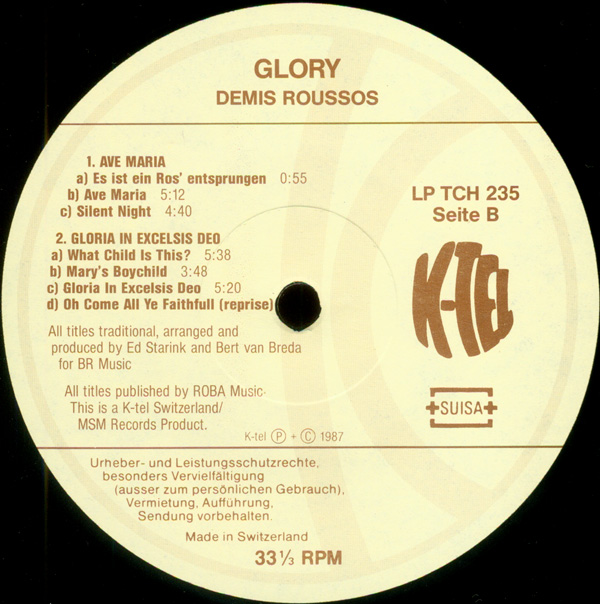 GLORY
DEMIS ROUSSOS
1. AVE MARIA
a) Es ist ein Ros' entsprungen 0:55
b) Ave Maria 5:12
c) Silent Night 4:40
2. GLORIA IN EXCELSIS DEO
a) What Child Is This? 5:38
b) Mary's Boychild 3:48
c) Gloria In Excelsis Deo 5:20
d) Oh Come All Ye Faithfull (reprise)
All titles traditional, arranged and
produced by Ed Starink and Bert van Breda
for BR Music
All titles published by ROBA Music·
This is a K-tel Switzerland/
MSM Records Product.
K-tel Ⓟ + Ⓒ 1987
LP TCH 235
Seite B
K-TEL
+SUISA+
Urheber- und Leistungsschutzrechte,
besonders Vervielfältigung
(ausser zum persönlichen Gebrauch),
Vermietung, Aufführung,
Sendung vorbehalten.
Made in Switzerland
33⅓ RPM